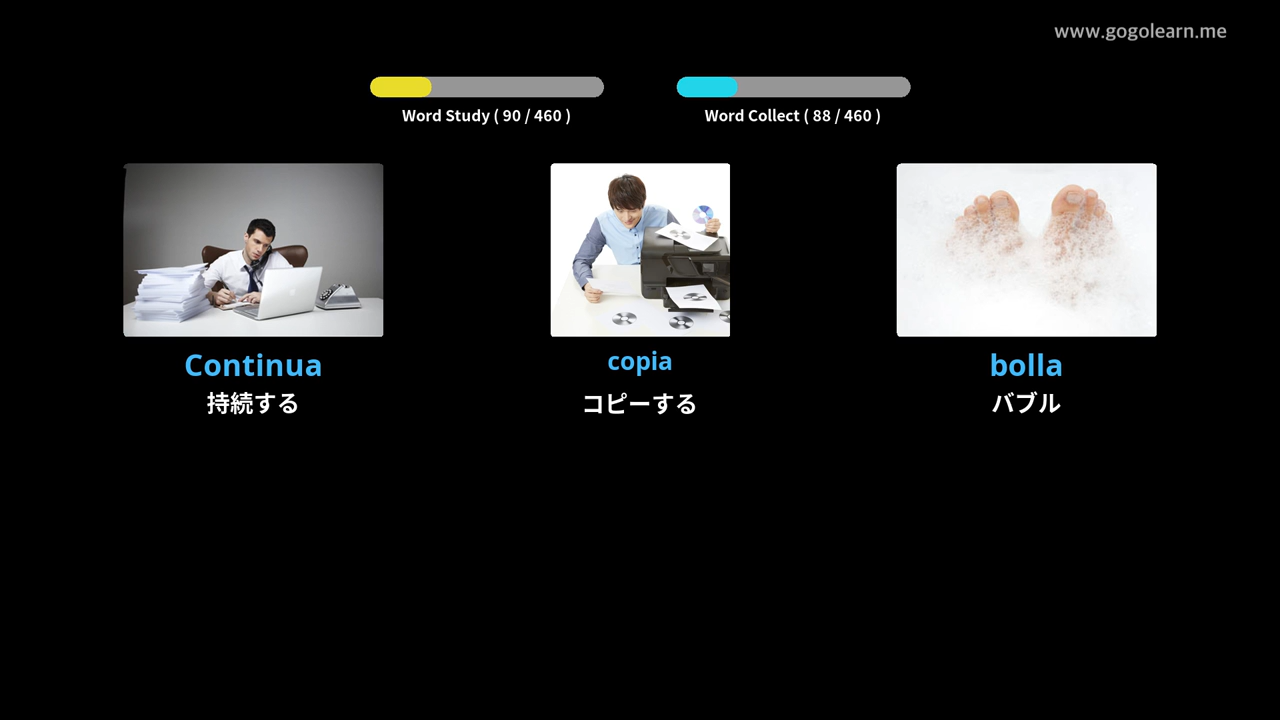 www.gogolearn.me
Word Study ( 90 / 460 )
Word Collect ( 88 / 460 )
Continua
持続する
copia
コピーする
bolla
バブル